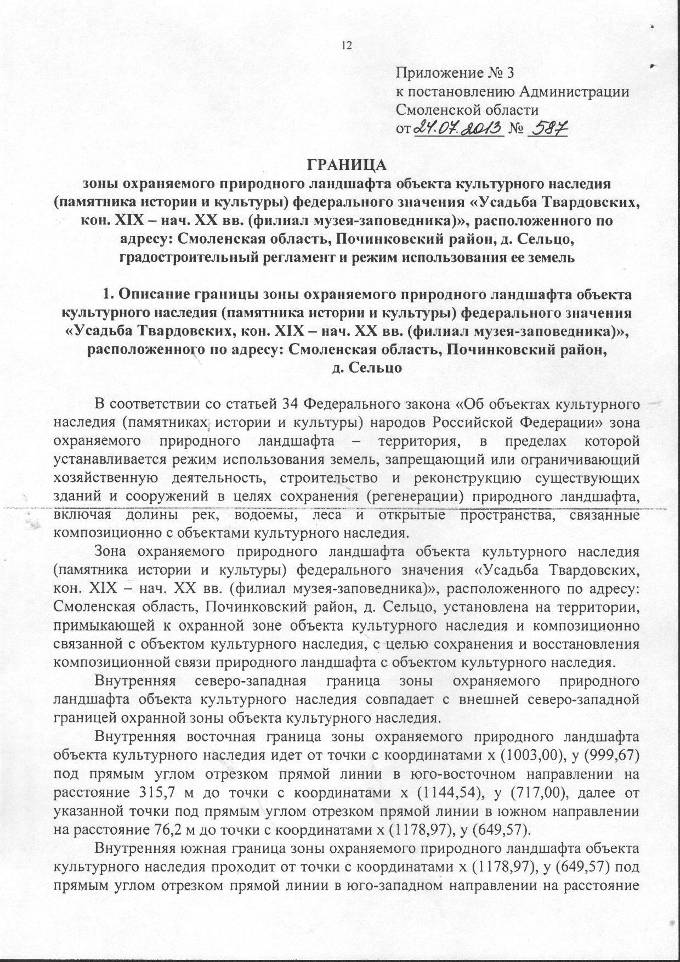 12
Приложение № 3
к постановлению Администрации
Смоленской области
от 24.07.2013 № 587
ГРАНИЦА
зоны охраняемого природного ландшафта объекта культурного наследия
(памятника истории и культуры) федерального значения «Усадьба Твардовских,
кон. XIX – нач. XX вв. (филиал музея-заповедника)», расположенного по
адресу: Смоленская область, Починковский район, д. Сельцо,
градостроительный регламент и режим использования ее земель
1. Описание границы зоны охраняемого природного ландшафта объекта
культурного наследия (памятника истории и культуры) федерального значения
«Усадьба Твардовских, кон. XIX – нач. XX вв. (филиал музея-заповедника)»,
расположенного по адресу: Смоленская область, Починковский район,
д. Сельцо
В соответствии со статьей 34 Федерального закона «Об объектах культурного
наследия (памятниках истории и культуры) народов Российской Федерации» зона
охраняемого природного ландшафта – территория, в пределах которой
устанавливается режим использования земель, запрещающий или ограничивающий
хозяйственную деятельность, строительство и реконструкцию существующих
зданий и сооружений в целях сохранения (регенерации) природного ландшафта,
включая долины рек, водоемы, леса и открытые пространства, связанные
композиционно с объектами культурного наследия.
Зона охраняемого природного ландшафта объекта культурного наследия
(памятника истории и культуры) федерального значения «Усадьба Твардовских,
кон. XIX – нач. XX вв. (филиал музея-заповедника)», расположенного по адресу:
Смоленская область, Починковский район, д. Сельцо, установлена на территории,
примыкающей к охранной зоне объекта культурного наследия и композиционно
связанной с объектом культурного наследия, с целью сохранения и восстановления
композиционной связи природного ландшафта с объектом культурного наследия.
Внутренняя северо-западная граница зоны охраняемого природного
ландшафта объекта культурного наследия совпадает с внешней северо-западной
границей охранной зоны объекта культурного наследия.
Внутренняя восточная граница зоны охраняемого природного ландшафта
объекта культурного наследия идет от точки с координатами x (1003,00), y (999,67)
под прямым углом отрезком прямой линии в юго-восточном направлении на
расстояние 315,7 м до точки с координатами x (1144,54), y (717,00), далее от
указанной точки под прямым углом отрезком прямой линии в южном направлении
на расстояние 76,2 м до точки с координатами x (1178,97), y (649,57).
Внутренняя южная граница зоны охраняемого природного ландшафта объекта
культурного наследия проходит от точки с координатами x (1178,97), y (649,57) под
прямым углом отрезком прямой линии в юго-западном направлении на расстояние